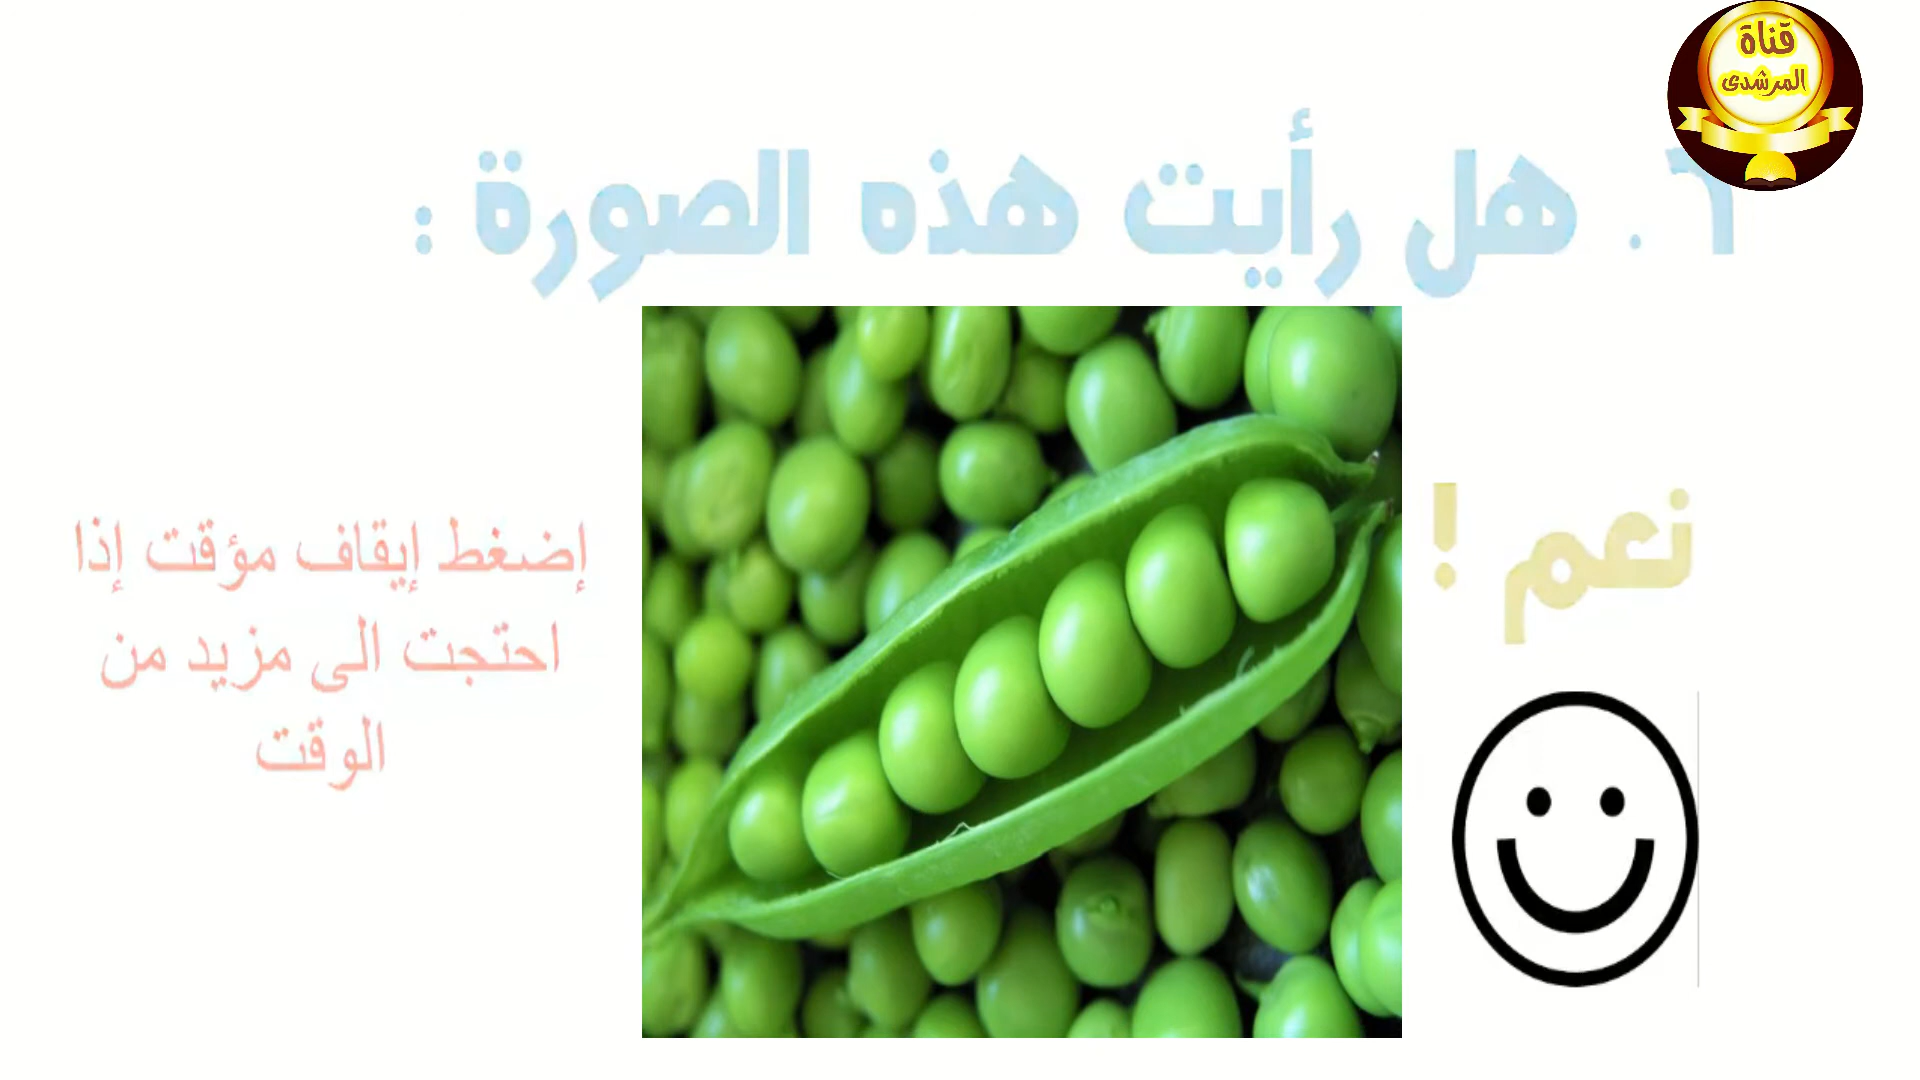 قناة
المرشدى
٦. هل رأيت هذه الصورة :
نعم !
إضغط إيقاف مؤقت إذا
احتجت الى مزيد من
الوقت